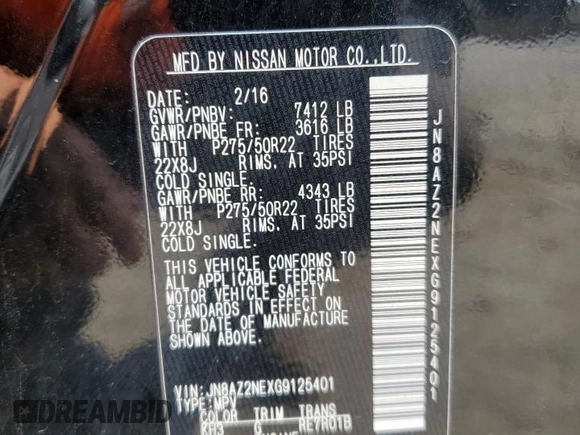 MFD BY NISSAN MOTOR CO.,LTD.
DATE: 2/16
GVWR/PNBV: 7412 LB
GAWR/PNBE FR: 3616 LB
WITH P275/50R22 TIRES
22X8J RIMS. AT 35PSI
COLD SINGLE.
GAWR/PNBE RR: 4343 LB
WITH P275/50R22 TIRES
22X8J RIMS. AT 35PSI
COLD SINGLE.
THIS VEHICLE CONFORMS TO
ALL APPLICABLE FEDERAL
MOTOR VEHICLE SAFETY
STANDARDS IN EFFECT ON
THE DATE OF MANUFACTURE
SHOWN ABOVE.
VIN: JN8AZ2NEXG9125401
TYPE: MPV
COLOR TRIM TRANS
KH3 G RE7R01B
JN8AZ2NEXG9125401
© AutoBidMaster